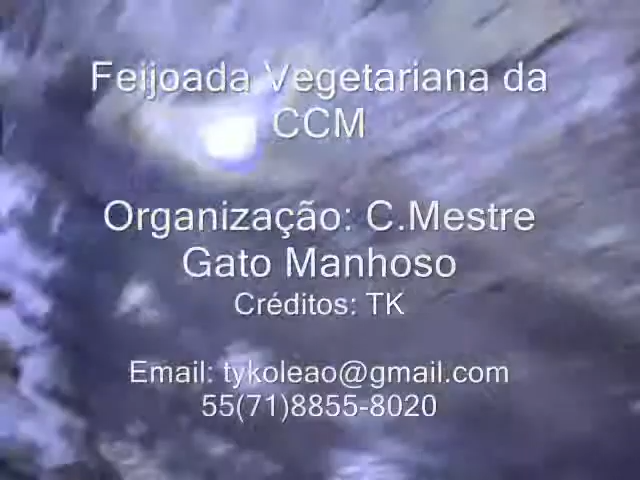 Feijoada Vegetariana da
CCM
Organização: C.Mestre
Gato Manhoso
Créditos: TK
Email: tykoleao@gmail.com
55(71)8855-8020